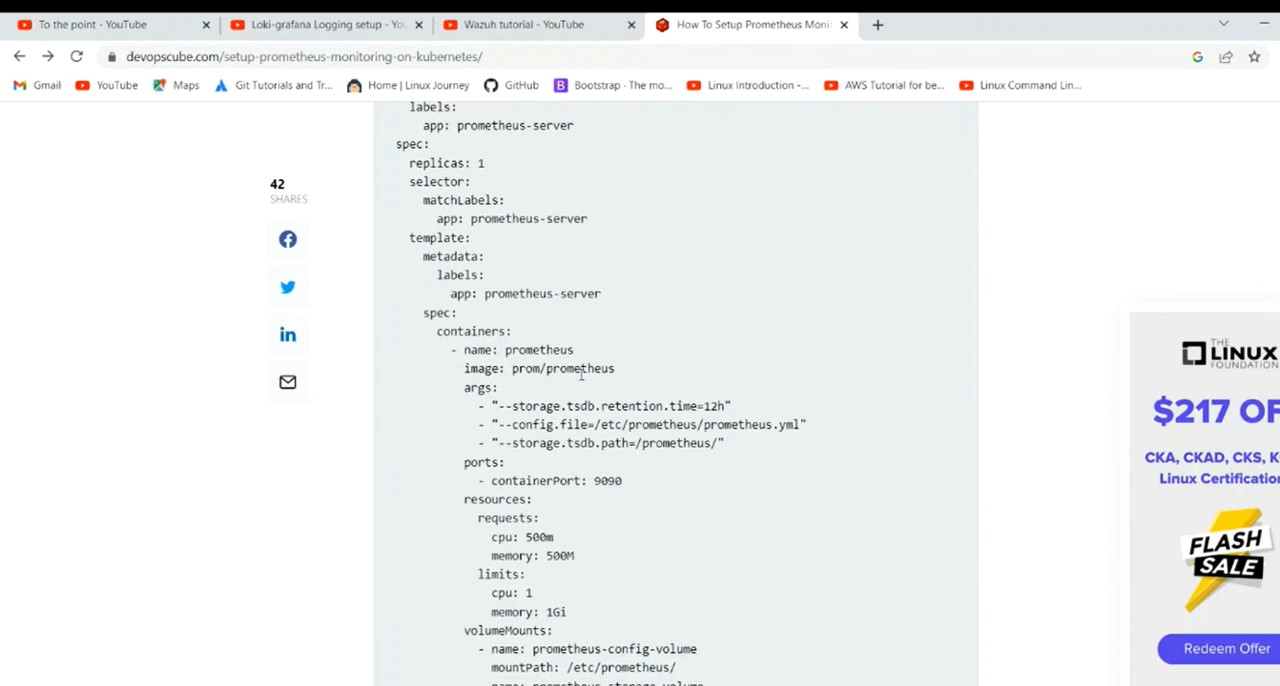 To the point - YouTube
Loki-grafana Logging setup - Yo
Wazuh tutorial - YouTube
How To Setup Prometheus Moni
devopscube.com/setup-prometheus-monitoring-on-kubernetes/
Gmail
YouTube
Maps
Git Tutorials and Tr...
Home | Linux Journey
GitHub
Bootstrap · The mo...
Linux Introduction -...
AWS Tutorial for be...
Linux Command Lin...
42
SHARES
labels:
app: prometheus-server
spec:
replicas: 1
selector:
matchLabels:
app: prometheus-server
template:
metadata:
labels:
app: prometheus-server
spec:
containers:
- name: prometheus
image: prom/prometheus
args:
- "--storage.tsdb.retention.time=12h"
- "--config.file=/etc/prometheus/prometheus.yml"
- "--storage.tsdb.path=/prometheus/"
ports:
- containerPort: 9090
resources:
requests:
cpu: 500m
memory: 500M
limits:
cpu: 1
memory: 1Gi
volumeMounts:
- name: prometheus-config-volume
mountPath: /etc/prometheus/
- name: prometheus-storage-volume
THE
LINUX
FOUNDATION
$217 OF
CKA, CKAD, CKS, K
Linux Certification
FLASH
SALE
Redeem Offer